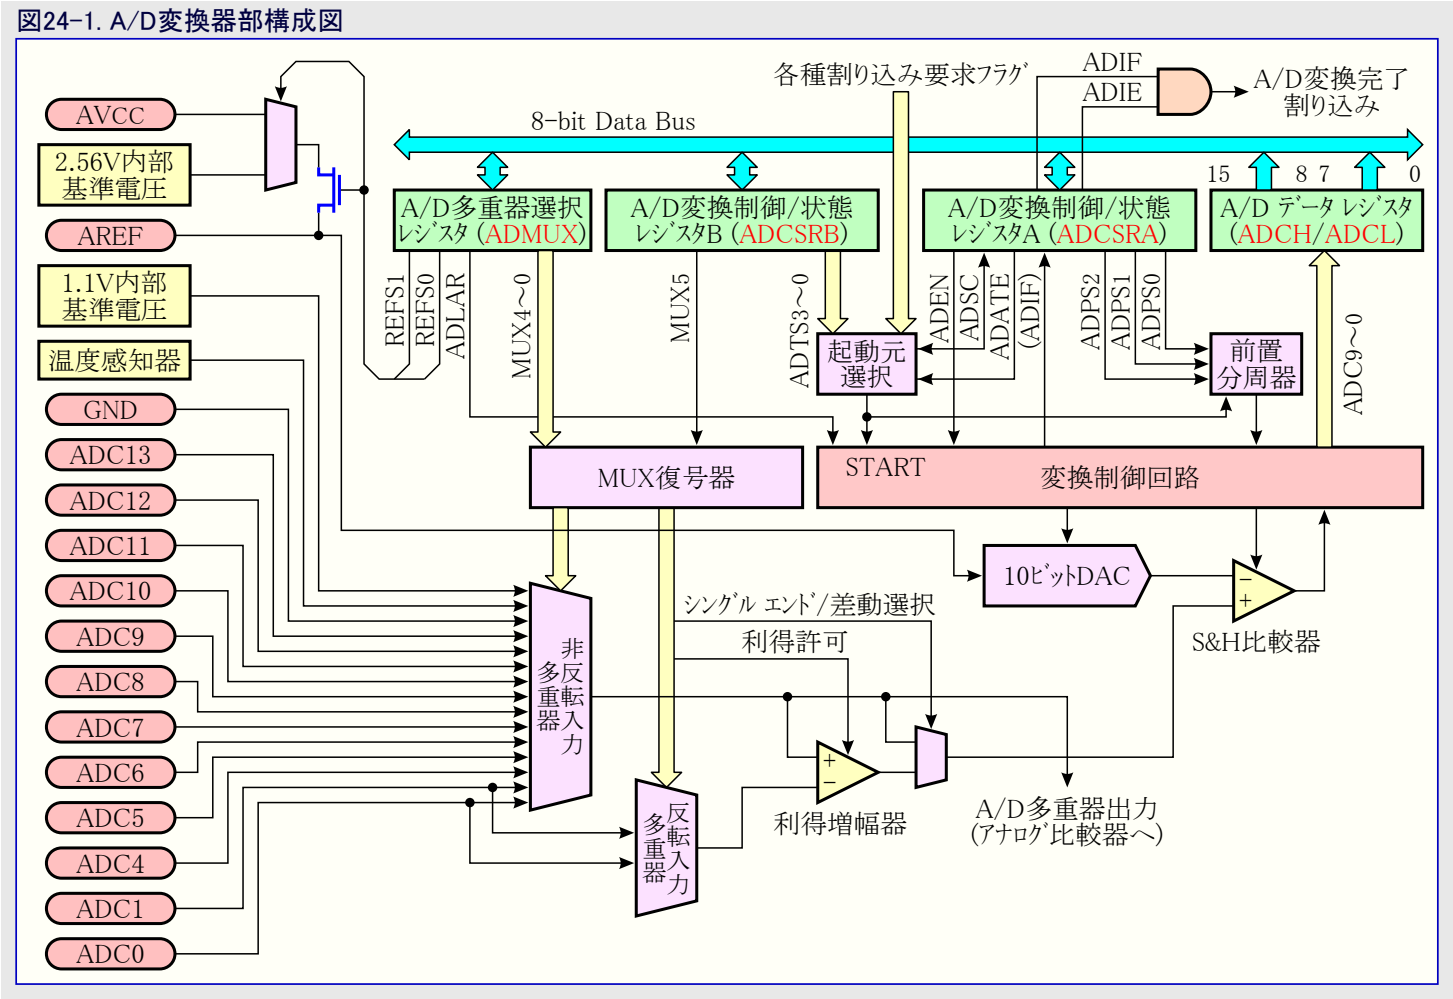 図24-1. A/D変換器部構成図
AVCC
2.56V内部
基準電圧
AREF
1.1V内部
基準電圧
温度感知器
GND
ADC13
ADC12
ADC11
ADC10
ADC9
ADC8
ADC7
ADC6
ADC5
ADC4
ADC1
ADC0
8-bit Data Bus
各種割り込み要求フラグ
ADIF
ADIE
A/D変換完了
割り込み
A/D多重器選択
レジスタ (ADMUX)
A/D変換制御/状態
レジスタB (ADCSRB)
A/D変換制御/状態
レジスタA (ADCSRA)
15
8 7
0
A/D データ レジスタ
(ADCH/ADCL)
REFS1
REFS0
ADLAR
MUX4～0
MUX5
ADTS3～0
起動元
選択
ADEN
ADSC
ADATE
(ADIF)
ADPS2
ADPS1
ADPS0
前置
分周器
ADC9～0
MUX復号器
START
変換制御回路
10ビットDAC
-
+
S&H比較器
シングル エンド/差動選択
利得許可
非反転入力
多重器
反転入力
多重器
+
-
利得増幅器
A/D多重器出力
(アナログ比較器へ)